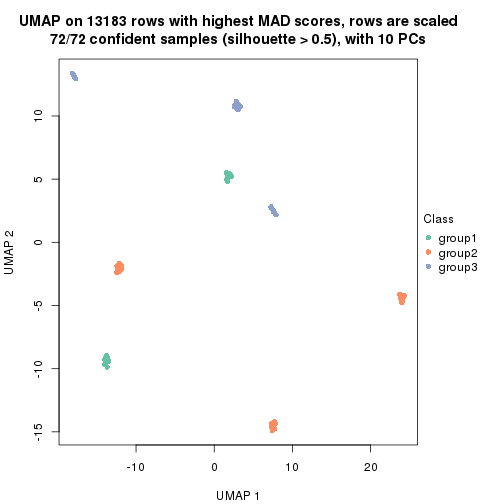 UMAP on 13183 rows with highest MAD scores, rows are scaled
72/72 confident samples (silhouette > 0.5), with 10 PCs
10
5
0
-5
-10
-15
UMAP 2
-10
0
10
20
UMAP 1
Class
group1
group2
group3